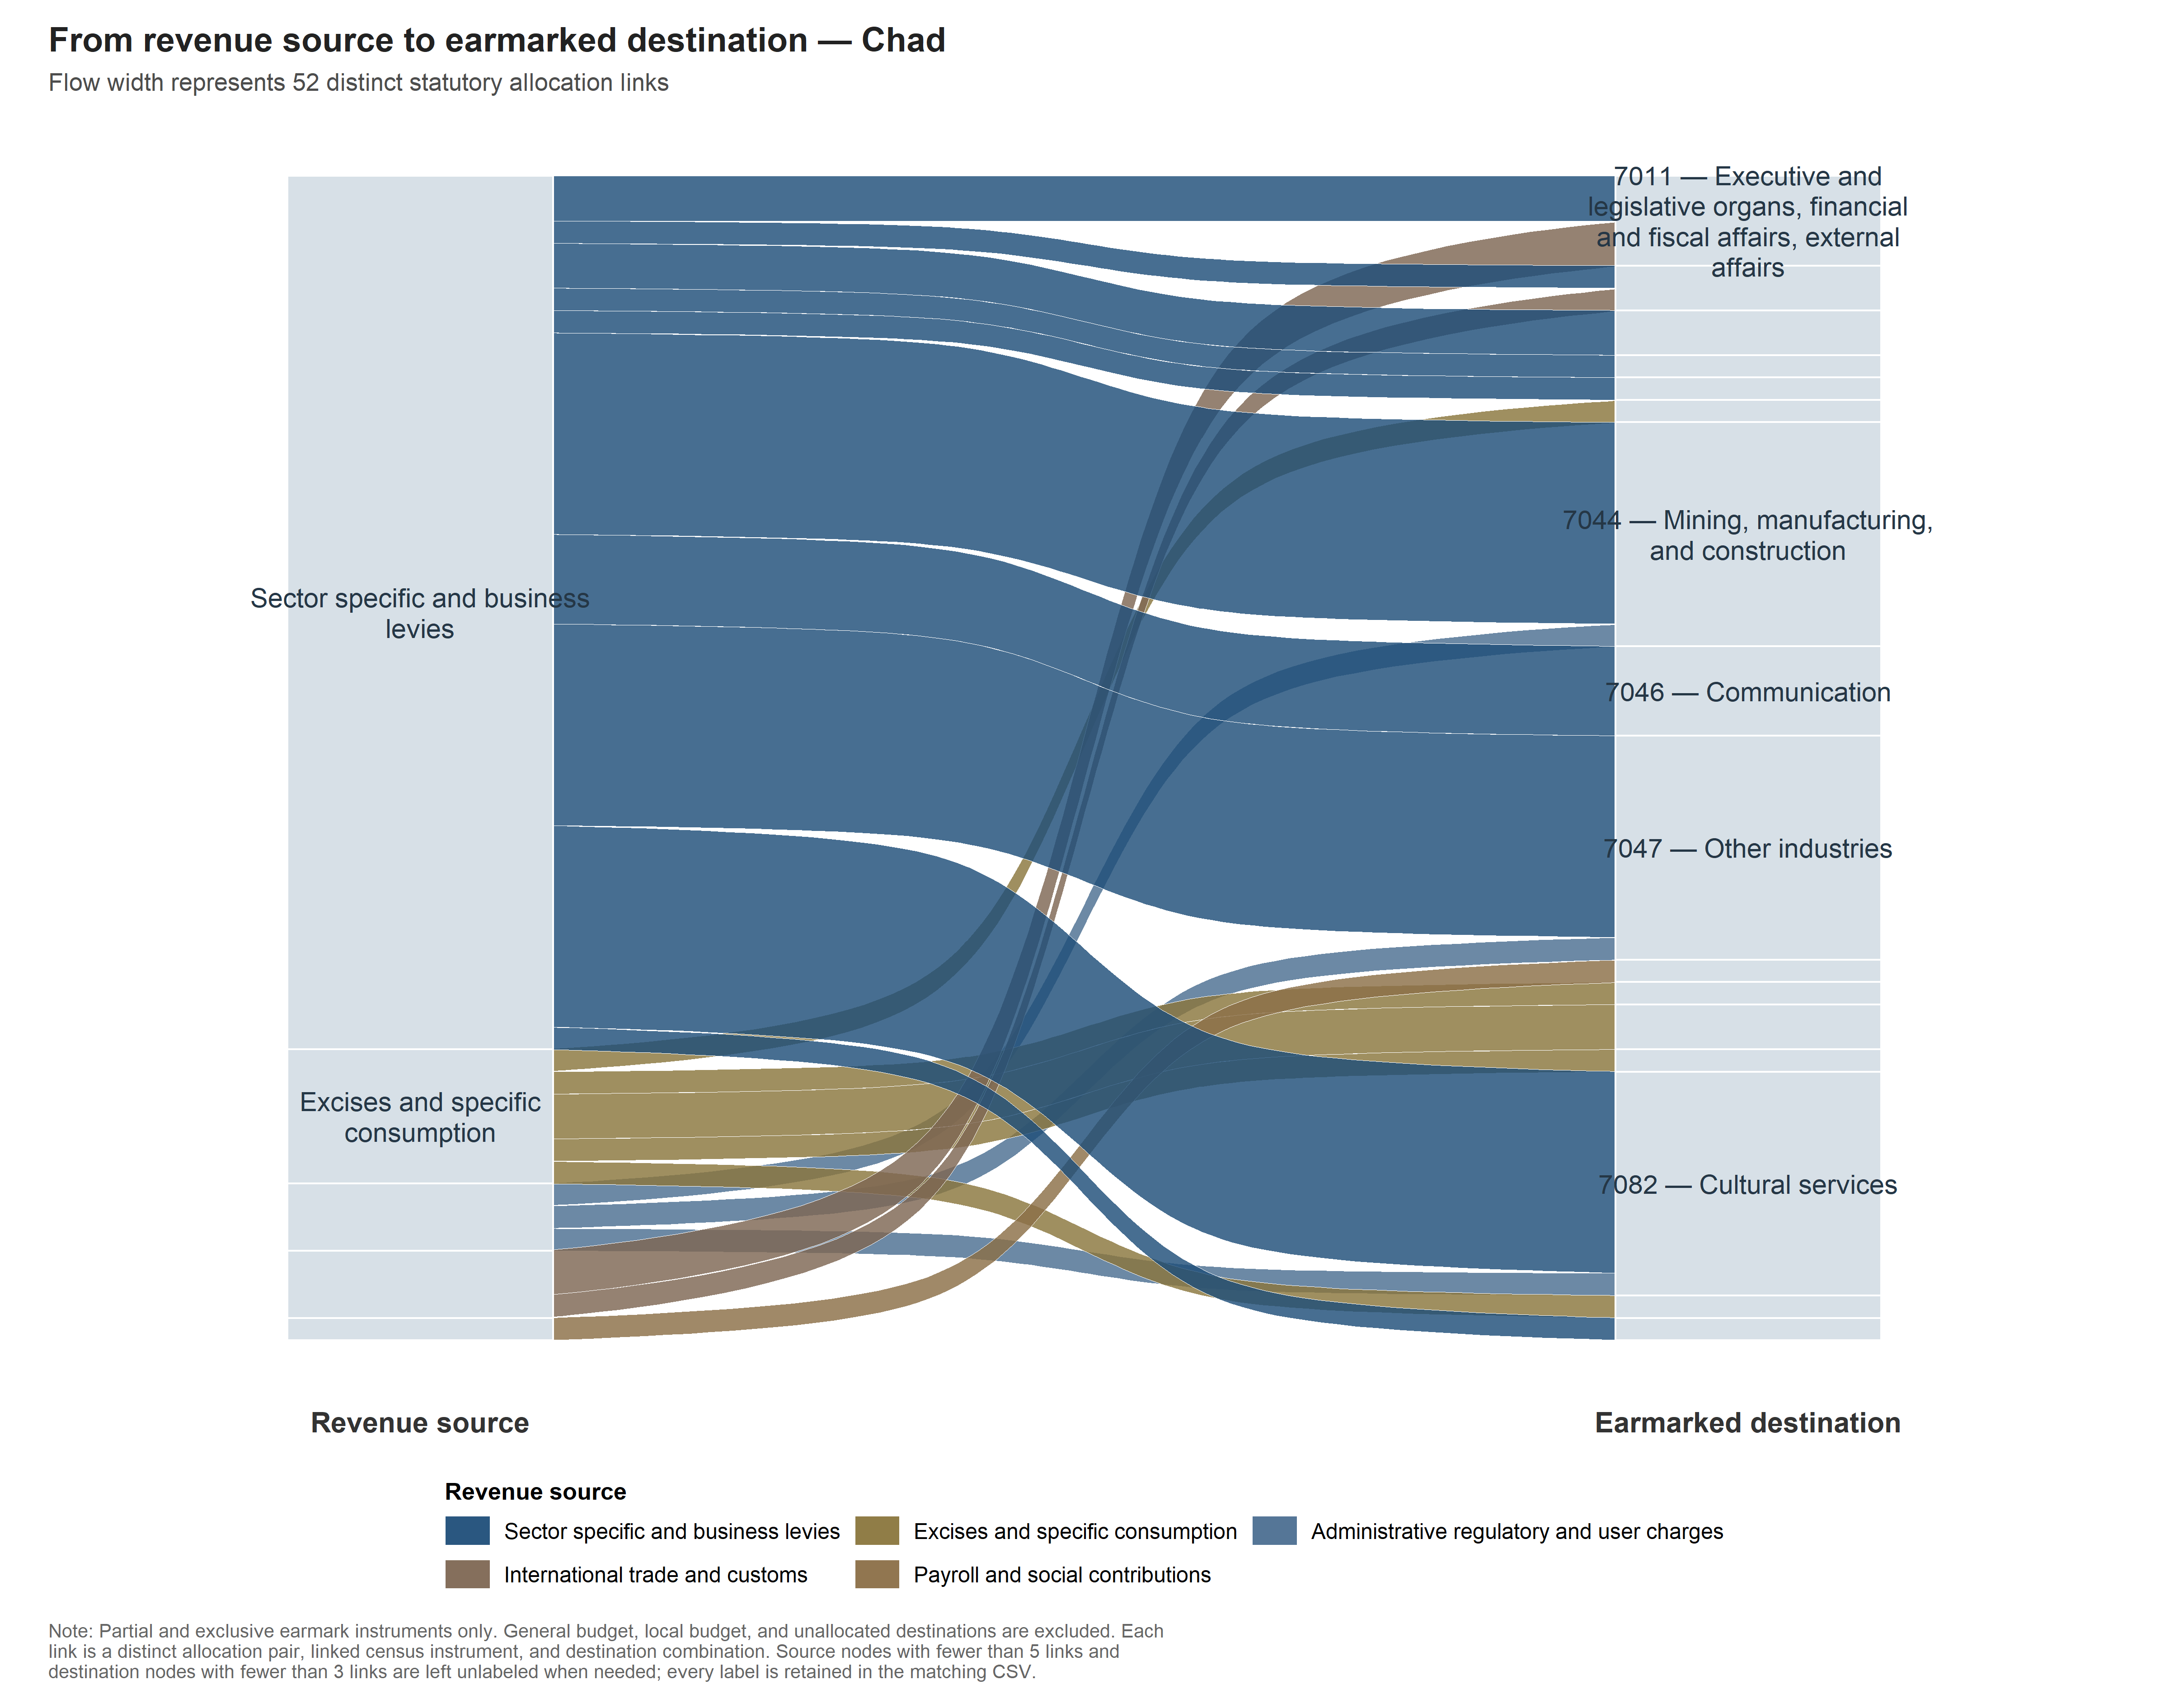 From revenue source to earmarked destination — Chad
Flow width represents 52 distinct statutory allocation links
Sector specific and business
levies
Excises and specific
consumption
7011 — Executive and
legislative organs, financial
and fiscal affairs, external
affairs
7044 — Mining, manufacturing,
and construction
7046 — Communication
7047 — Other industries
7082 — Cultural services
Revenue source
Earmarked destination
Revenue source
Sector specific and business levies
Excises and specific consumption
Administrative regulatory and user charges
International trade and customs
Payroll and social contributions
Note: Partial and exclusive earmark instruments only. General budget, local budget, and unallocated destinations are excluded. Each
link is a distinct allocation pair, linked census instrument, and destination combination. Source nodes with fewer than 5 links and
destination nodes with fewer than 3 links are left unlabeled when needed; every label is retained in the matching CSV.